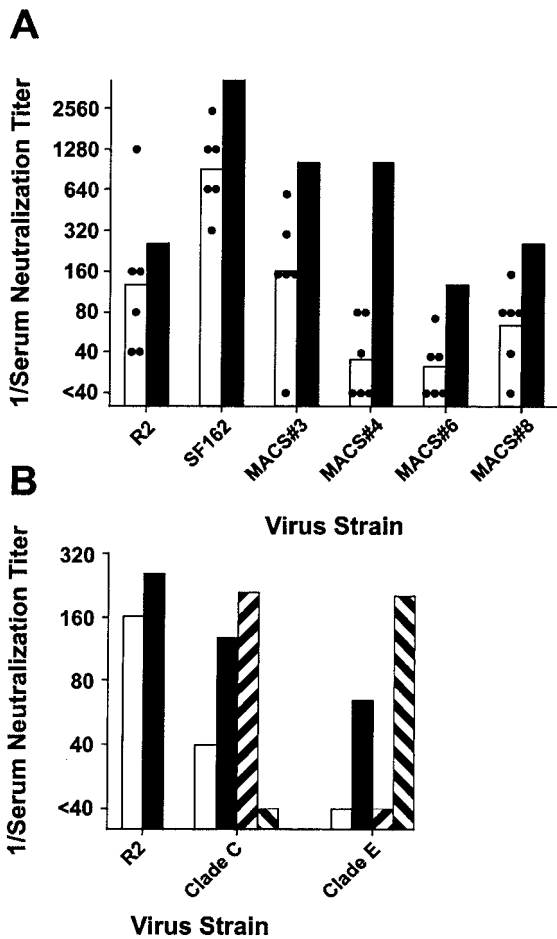 A
1/Serum Neutralization Titer
2560
1280
640
320
160
80
40
<40
R2
SF162
MACS#3
MACS#4
MACS#6
MACS#8
Virus Strain
B
1/Serum Neutralization Titer
320
160
80
40
<40
R2
Clade C
Clade E
Virus Strain